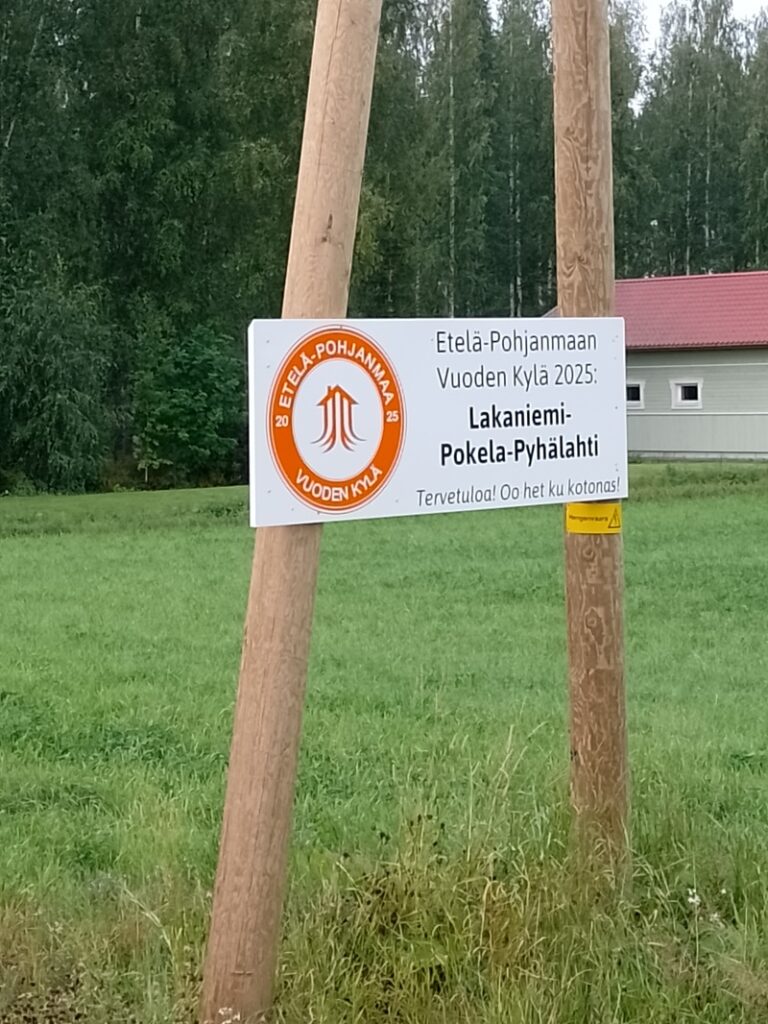 ETELÄ-POHJANMAA
20 25
VUODEN KYLÄ
Etelä-Pohjanmaan
Vuoden Kylä 2025:
Lakaniemi-
Pokela-Pyhälahti
Tervetuloa! Oo het ku kotonas!
Hengenvaara